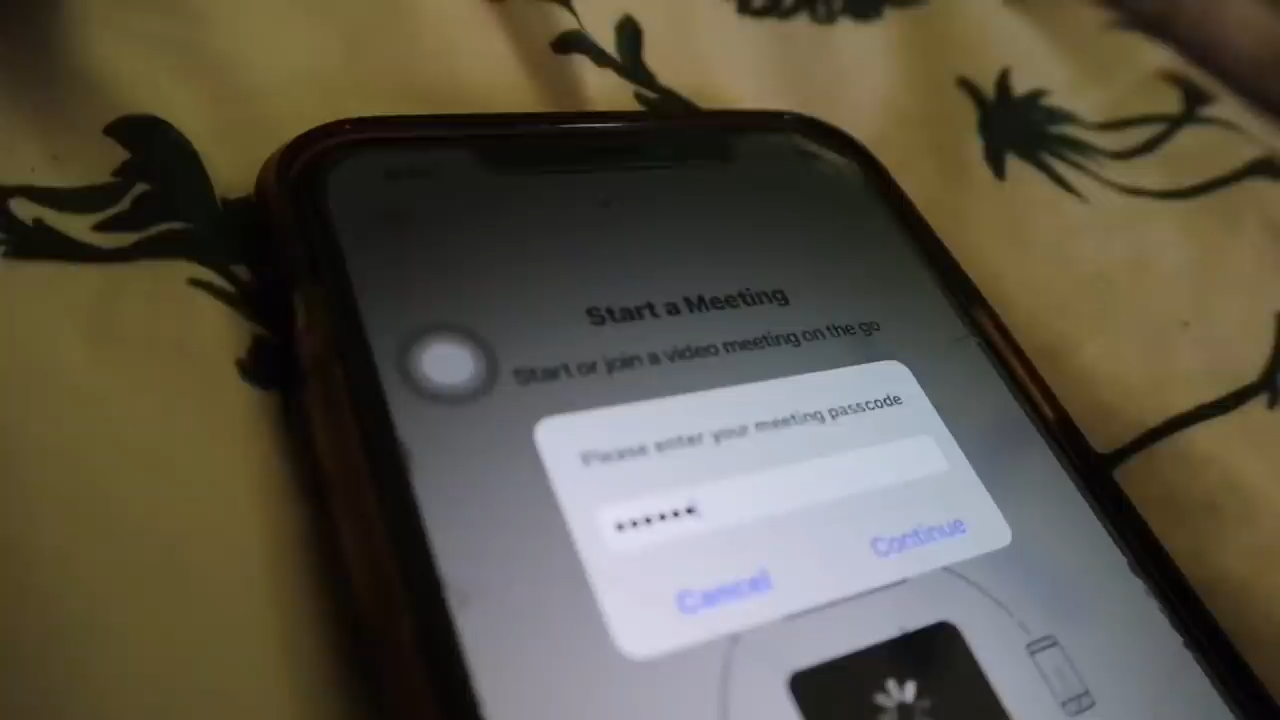 Start a Meeting
Start or join a video meeting on the go
Please enter your meeting passcode
••••••
Cancel
Continue